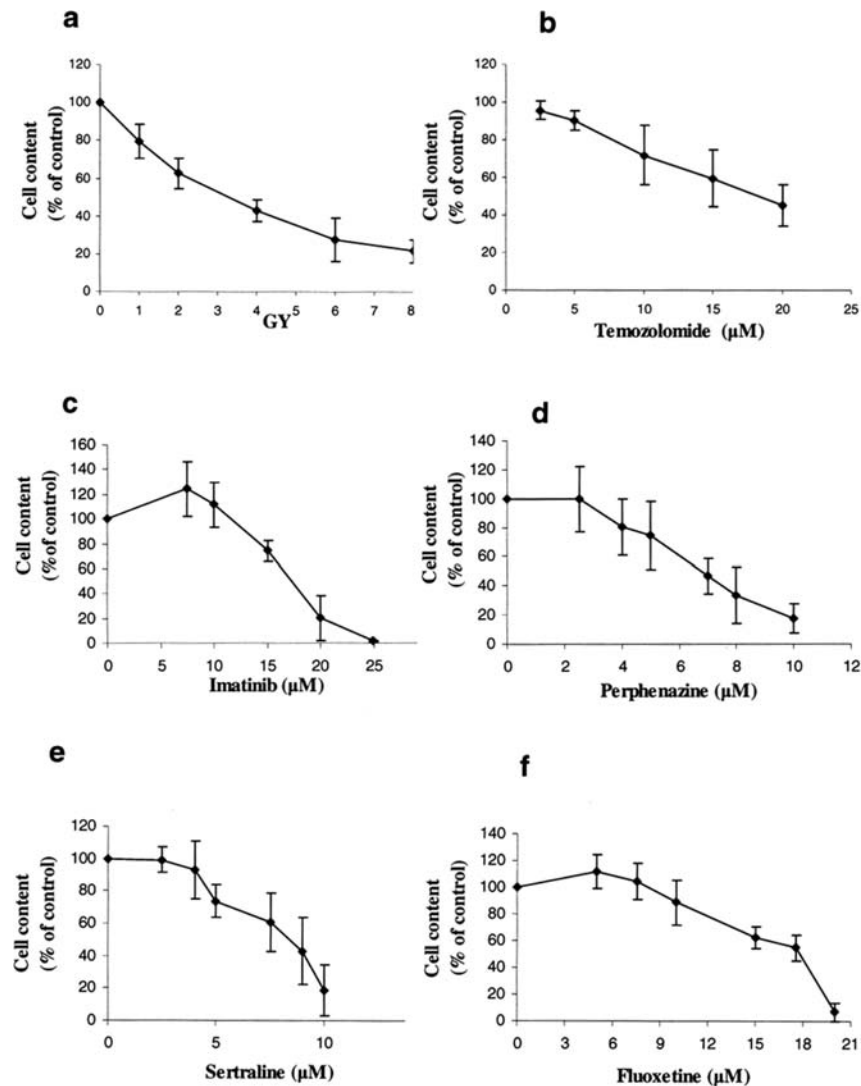 a
Cell content
(% of control)
120
100
80
60
40
20
0
0 1 2 3 4 5 6 7 8
GY
b
Cell content
(% of control)
120
100
80
60
40
20
0
0 5 10 15 20 25
Temozolomide (µM)
c
Cell content
(%of control)
160
140
120
100
80
60
40
20
0
0 5 10 15 20 25
Imatinib (µM)
d
Cell content
(% of control)
140
120
100
80
60
40
20
0
0 2 4 6 8 10 12
Perphenazine (µM)
e
Cell content
(% of control)
120
100
80
60
40
20
0
0 5 10
Sertraline (µM)
f
Cell content
(% of control)
140
120
100
80
60
40
20
0
0 3 6 9 12 15 18 21
Fluoxetine (µM)